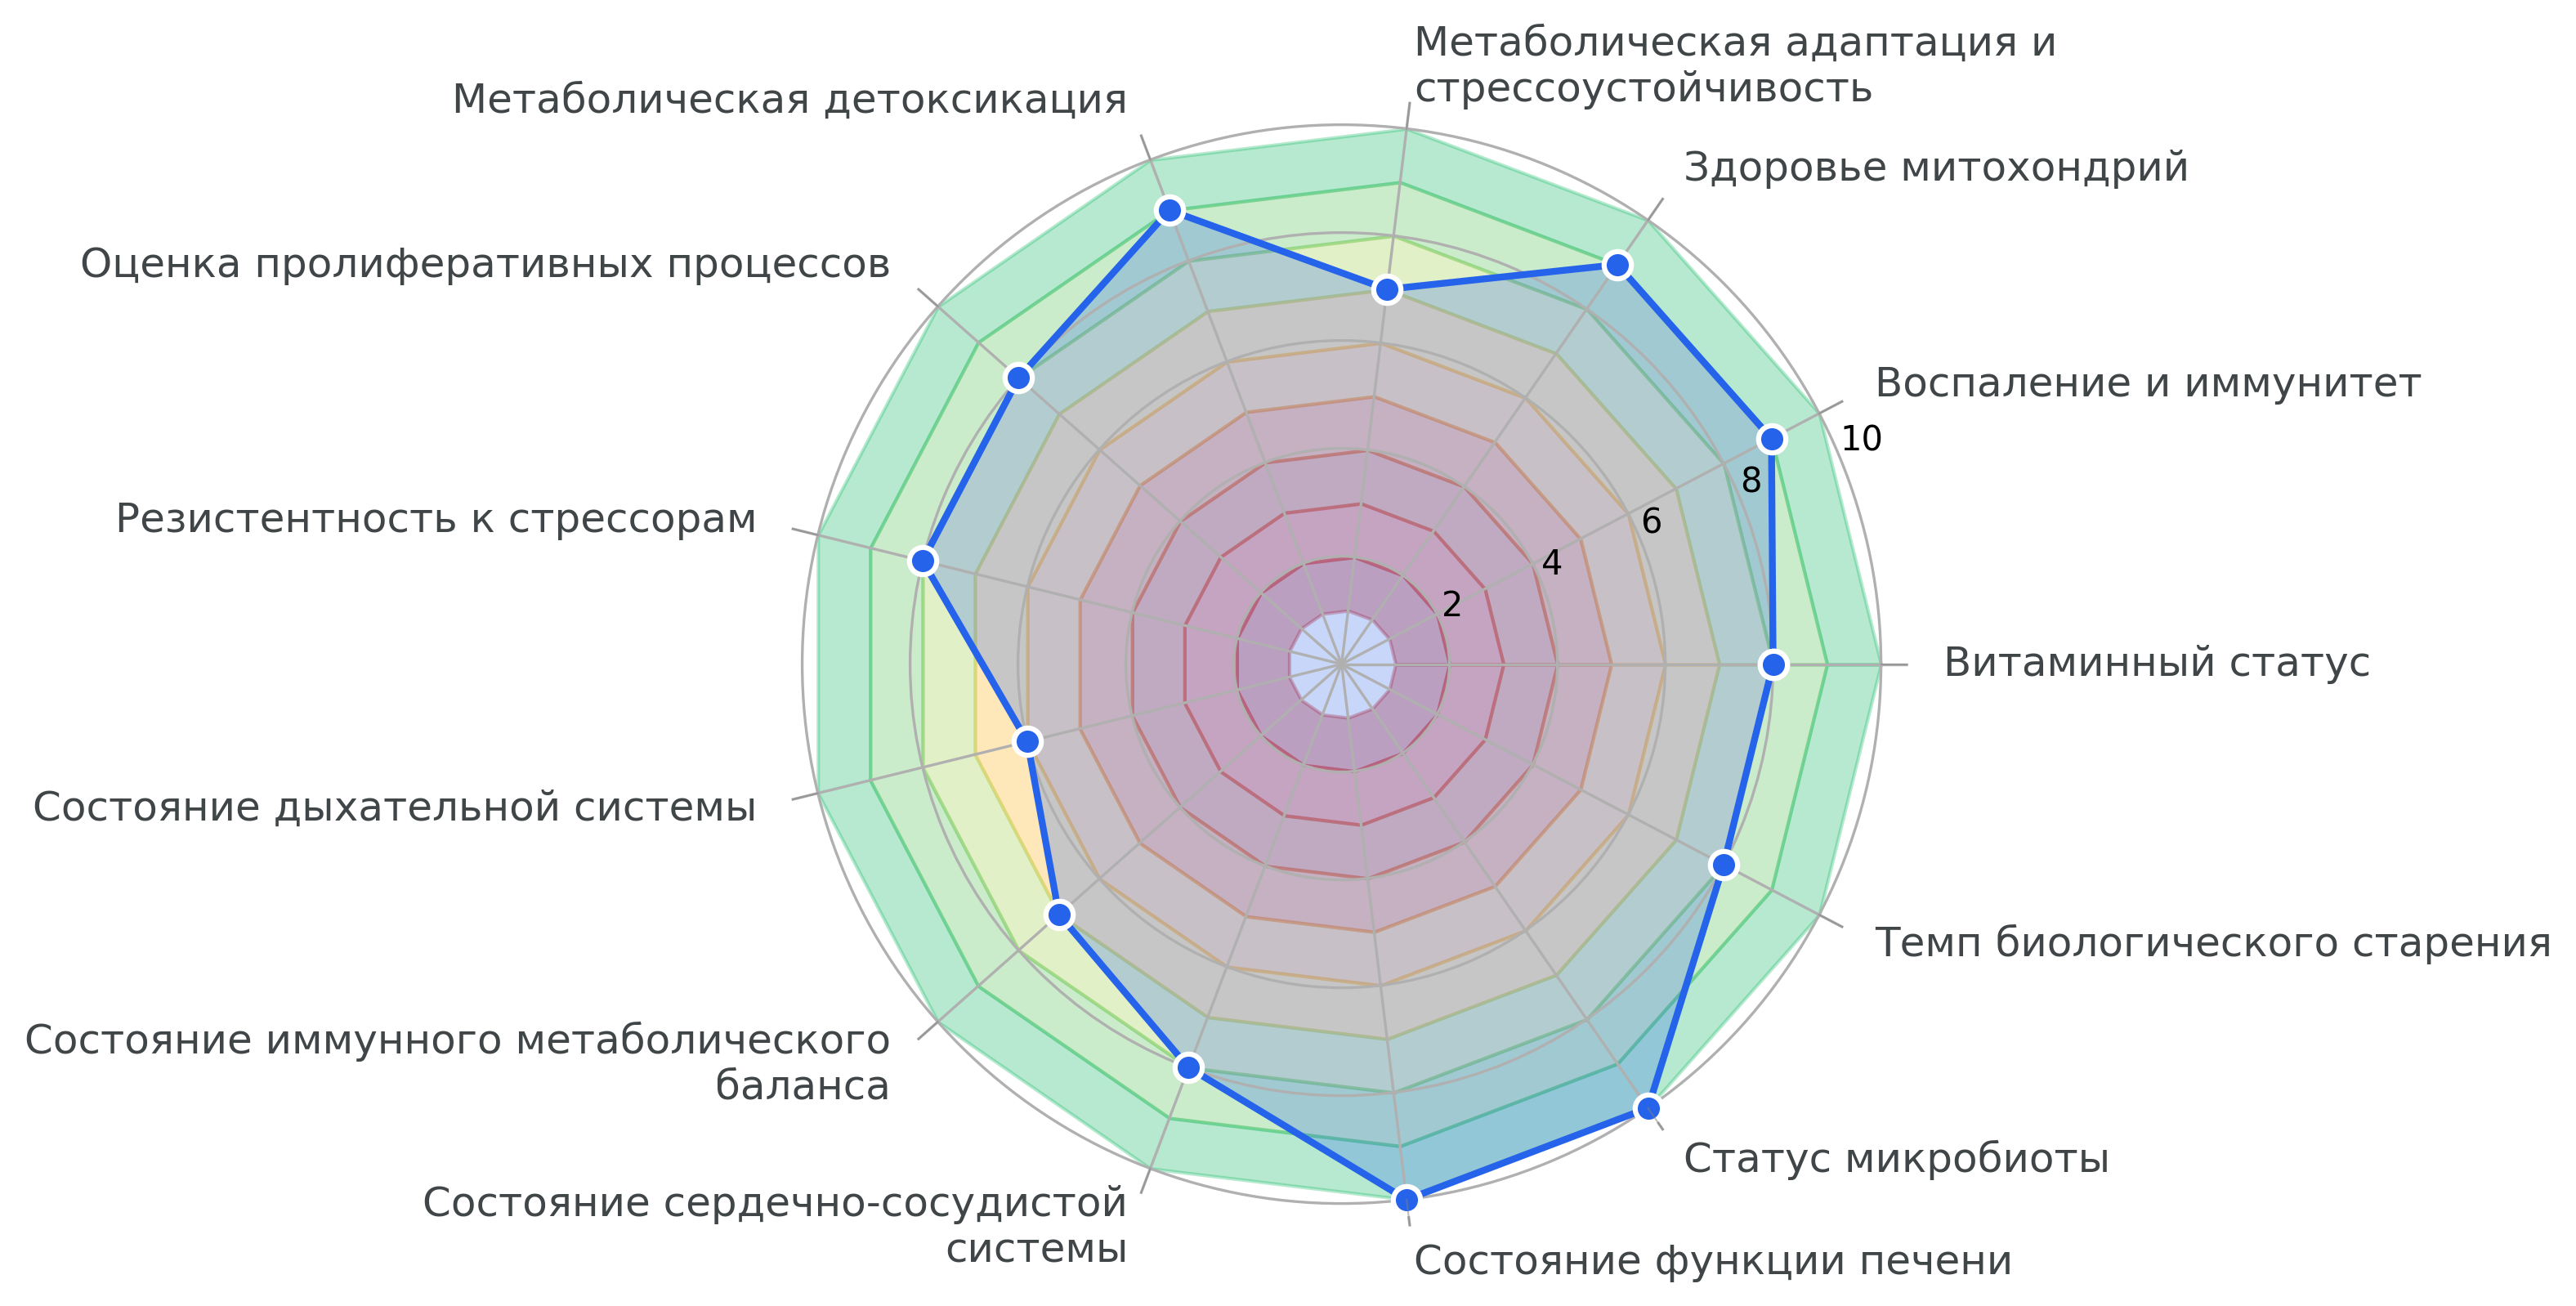 Метаболическая адаптация и
стрессоустойчивость
Метаболическая детоксикация
Здоровье митохондрий
Оценка пролиферативных процессов
Воспаление и иммунитет
10
8
Резистентность к стрессорам
6
4
2
Витаминный статус
Состояние дыхательной системы
Темп биологического старения
Состояние иммунного метаболического
баланса
Статус микробиоты
Состояние сердечно-сосудистой
системы
Состояние функции печени